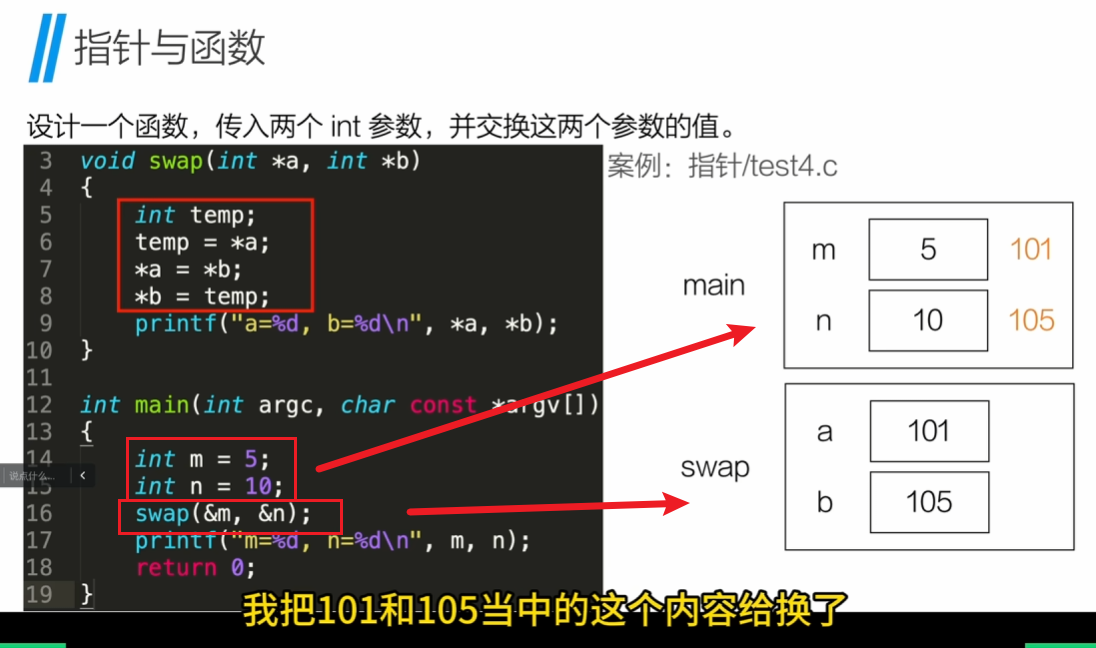 指针与函数
设计一个函数，传入两个 int 参数，并交换这两个参数的值。
案例：指针/test4.c
3 void swap(int *a, int *b)
4 {
5 int temp;
6 temp = *a;
7 *a = *b;
8 *b = temp;
9 printf("a=%d, b=%d\n", *a, *b);
10 }
11
12 int main(int argc, char const *argv[])
13 {
14 int m = 5;
15 int n = 10;
16 swap(&m, &n);
17 printf("m=%d, n=%d\n", m, n);
18 return 0;
19 }
说点什么...
main
m 5 101
n 10 105
swap
a 101
b 105
我把101和105当中的这个内容给换了